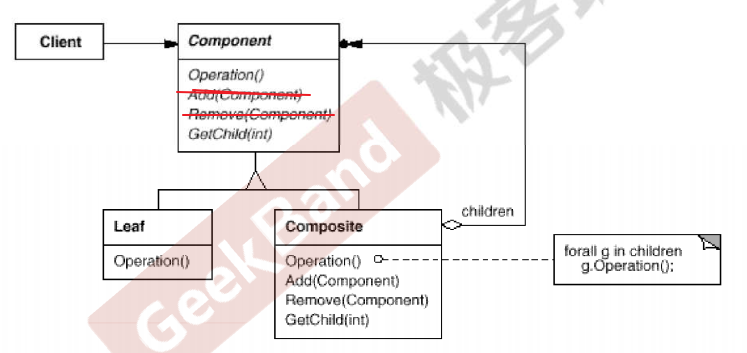 Client
Component
Operation()
Add(Component)
Remove(Component)
GetChild(int)
Leaf
Operation()
Composite
Operation()
Add(Component)
Remove(Component)
GetChild(int)
children
forall g in children
g.Operation();
GeekBand
极客